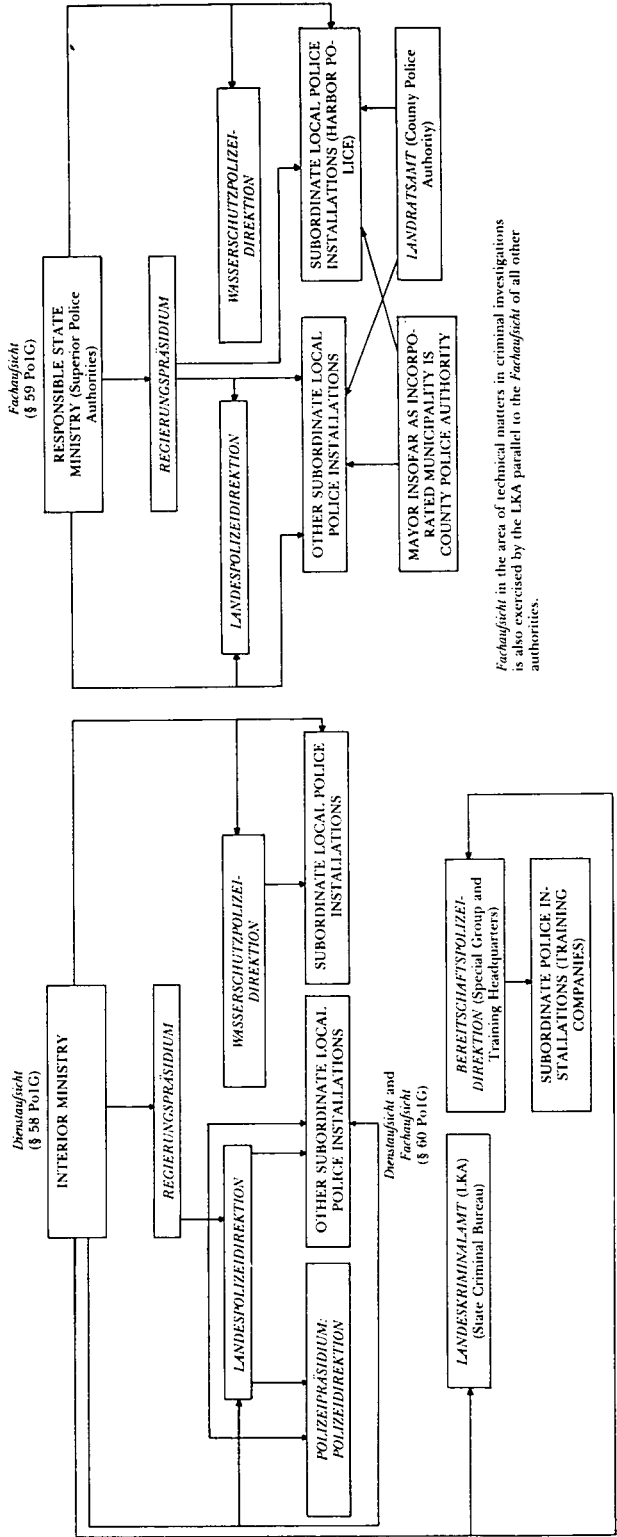 Dienstaufsicht
(§ 58 PolG)
INTERIOR MINISTRY
REGIERUNGSPRÄSIDIUM
LANDESPOLIZEIDIREKTION
WASSERSCHUTZPOLIZEI-
DIREKTION
POLIZEIPRÄSIDIUM:
POLIZEIDIREKTION
OTHER SUBORDINATE LOCAL
POLICE INSTALLATIONS
SUBORDINATE LOCAL POLICE
INSTALLATIONS
Dienstaufsicht and
Fachaufsicht
(§ 60 PolG)
LANDESKRIMINALAMT (LKA)
(State Criminal Bureau)
BEREITSCHAFTSPOLIZEI-
DIREKTION (Special Group and
Training Headquarters)
SUBORDINATE POLICE IN-
STALLATIONS (TRAINING
COMPANIES)
Fachaufsicht
(§ 59 PolG)
RESPONSIBLE STATE
MINISTRY (Superior Police
Authorities)
REGIERUNGSPRÄSIDIUM
LANDESPOLIZEIDIREKTION
WASSERSCHUTZPOLIZEI-
DIREKTION
OTHER SUBORDINATE LOCAL
POLICE INSTALLATIONS
SUBORDINATE LOCAL POLICE
INSTALLATIONS (HARBOR PO-
LICE)
MAYOR INSOFAR AS INCORPO-
RATED MUNICIPALITY IS
COUNTY POLICE AUTHORITY
LANDRATSAMT (County Police
Authority)
Fachaufsicht in the area of technical matters in criminal investigations
is also exercised by the LKA parallel to the Fachaufsicht of all other
authorities.